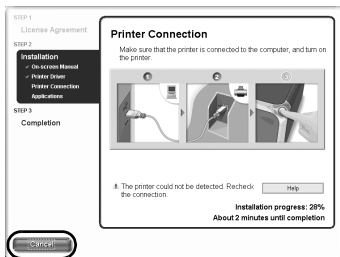 STEP 1
License Agreement
STEP 2
Installation
On-screen Manual
Printer Driver
Printer Connection
Applications
STEP 3
Completion
Printer Connection
Make sure that the printer is connected to the computer, and turn on
the printer.
1
2
3
The printer could not be detected. Recheck
the connection.
Help
Installation progress: 28%
About 2 minutes until completion
Cancel